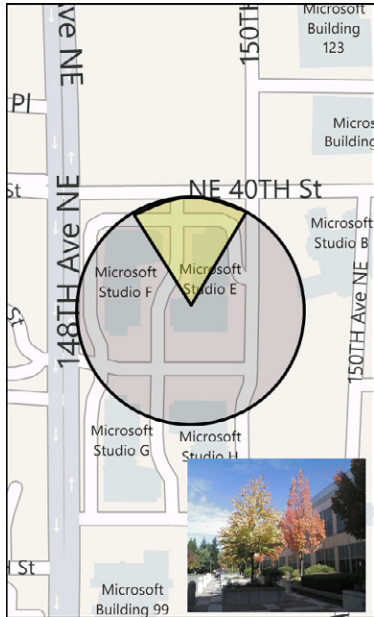 Ave NE
150TH
Microsoft
Building
123
Pl
Micros
Building
St
NE 40TH St
148TH Ave NE
Microsoft
Studio B
Microsoft
Studio F
Microsoft
Studio E
St
150TH Ave NE
Microsoft
Studio G
Microsoft
Studio H
St
Microsoft
Building 99